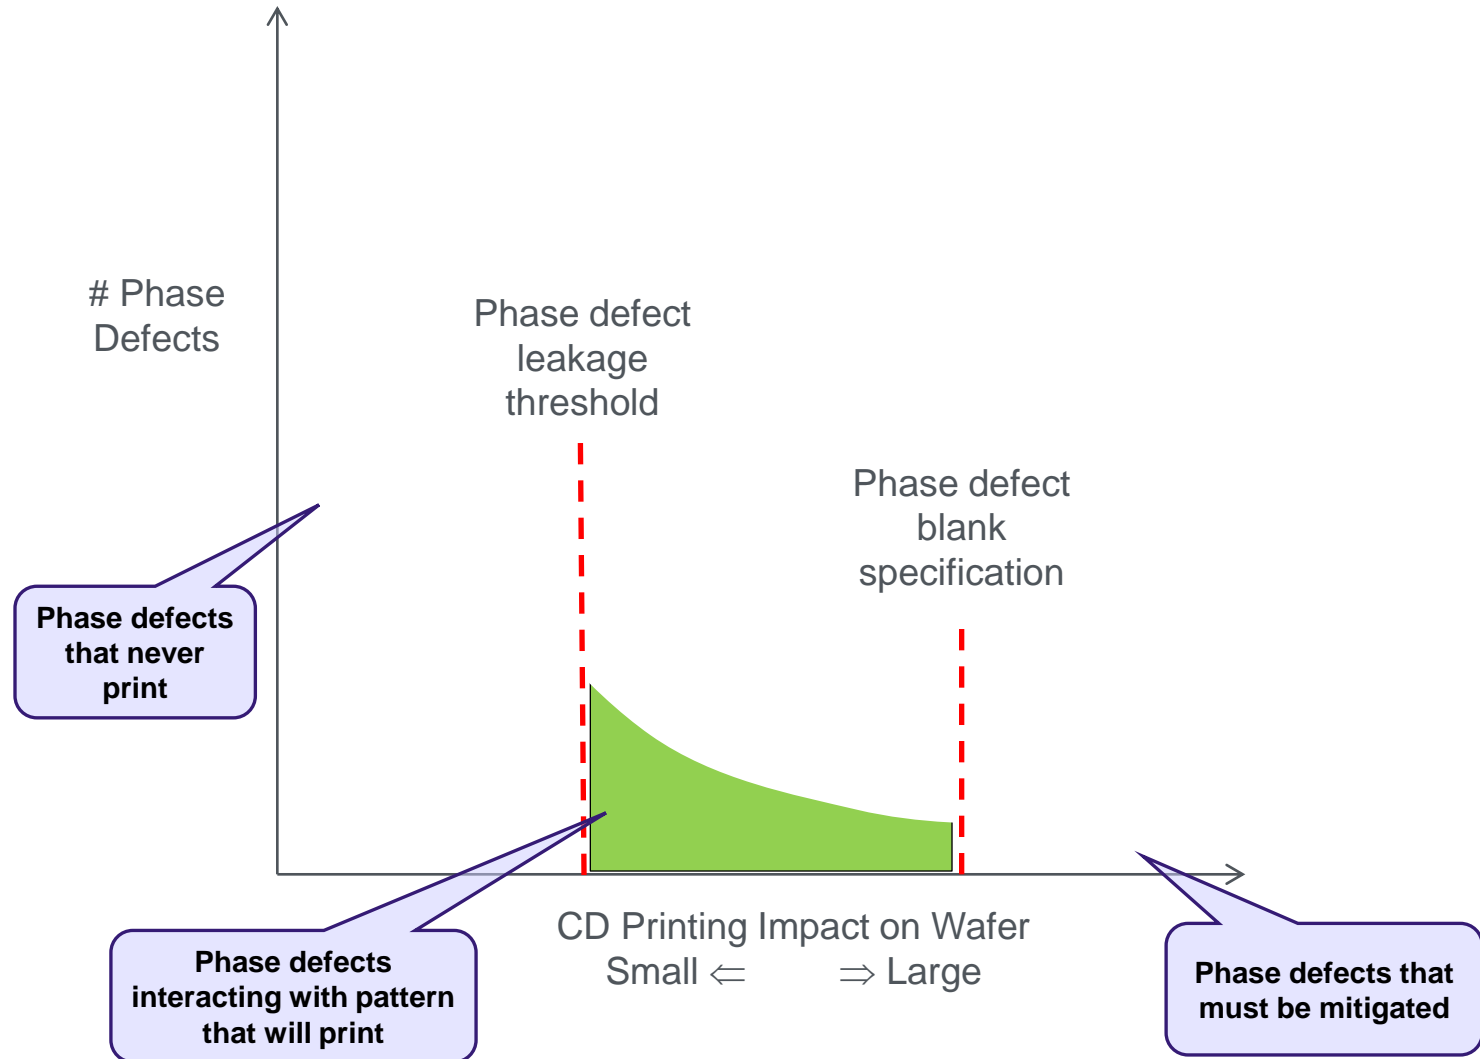 # Phase
Defects
Phase defect
leakage
threshold
Phase defect
blank
specification
Phase defects
that never
print
Phase defects
interacting with pattern
that will print
CD Printing Impact on Wafer
Small ⇐ ⇒ Large
Phase defects that
must be mitigated